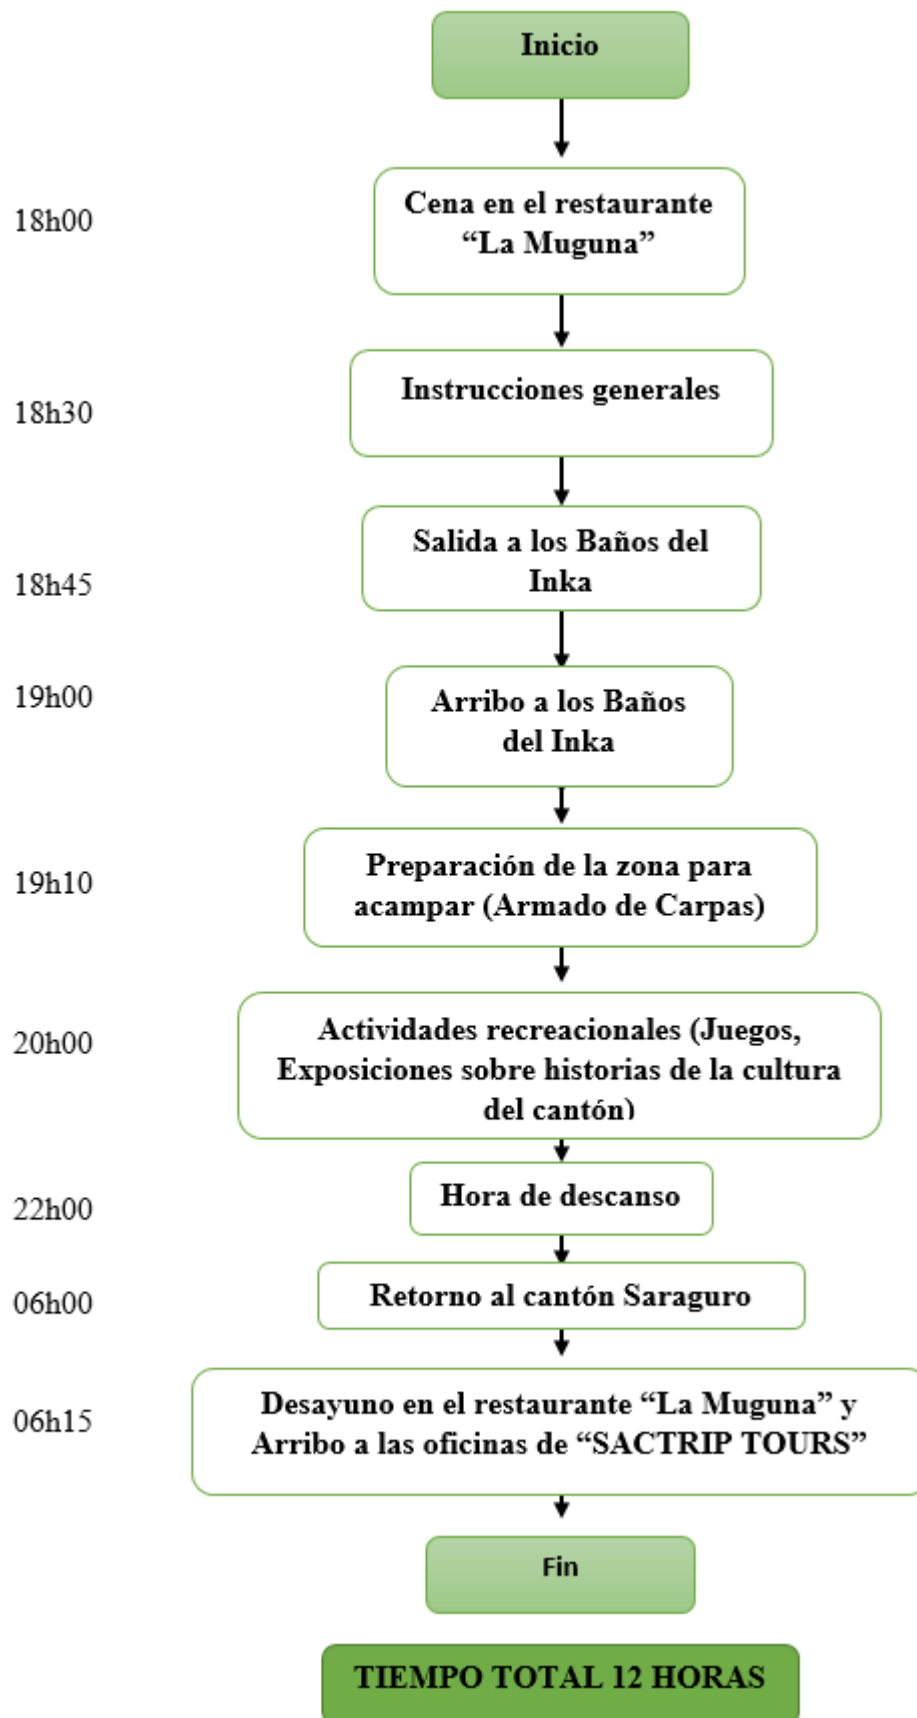 Inicio
18h00
Cena en el restaurante
“La Muguna”
18h30
Instrucciones generales
18h45
Salida a los Baños del
Inka
19h00
Arribo a los Baños
del Inka
19h10
Preparación de la zona para
acampar (Armado de Carpas)
20h00
Actividades recreacionales (Juegos,
Exposiciones sobre historias de la cultura
del cantón)
22h00
Hora de descanso
06h00
Retorno al cantón Saraguro
06h15
Desayuno en el restaurante “La Muguna” y
Arribo a las oficinas de “SACTRIP TOURS”
Fin
TIEMPO TOTAL 12 HORAS